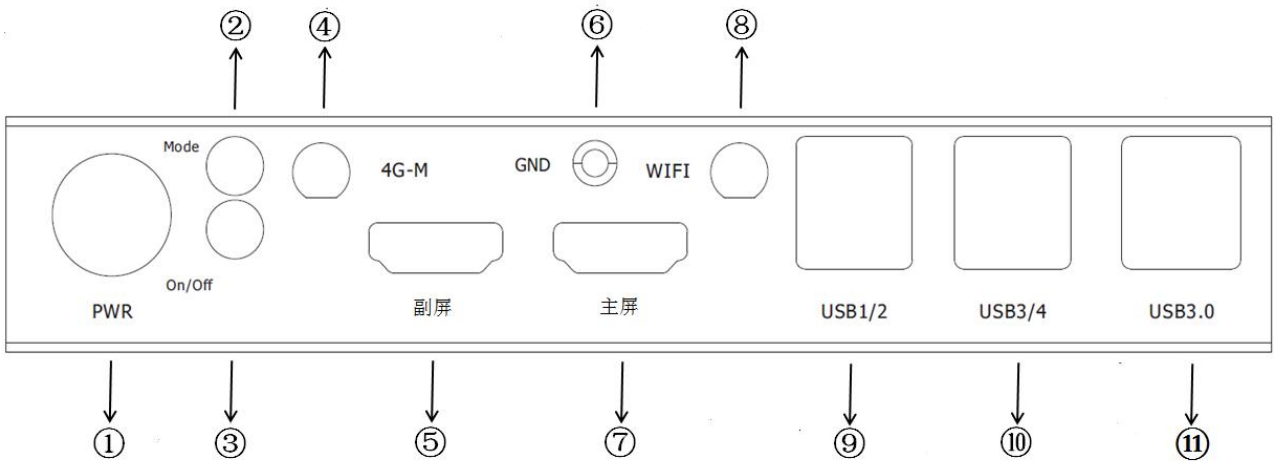 ② ④ ⑥ ⑧
Mode
4G-M
GND
WIFI
On/Off
PWR
副屏
主屏
USB1/2
USB3/4
USB3.0
① ③ ⑤ ⑦ ⑨ ⑩ ⑪